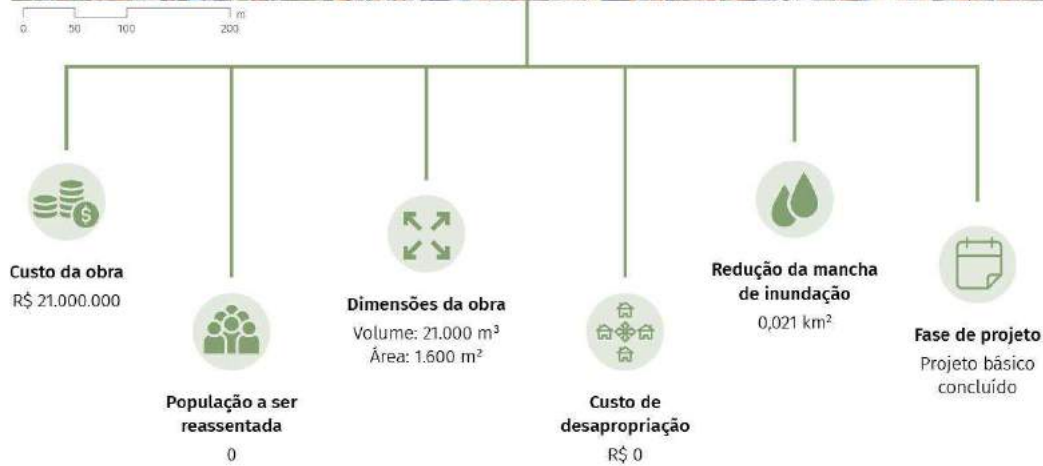 0 50 100 200 m
Custo da obra
R$ 21.000.000
População a ser
reassentada
0
Dimensões da obra
Volume: 21.000 m³
Área: 1.600 m²
Custo de
desapropriação
R$ 0
Redução da mancha
de inundação
0,021 km²
Fase de projeto
Projeto básico
concluído